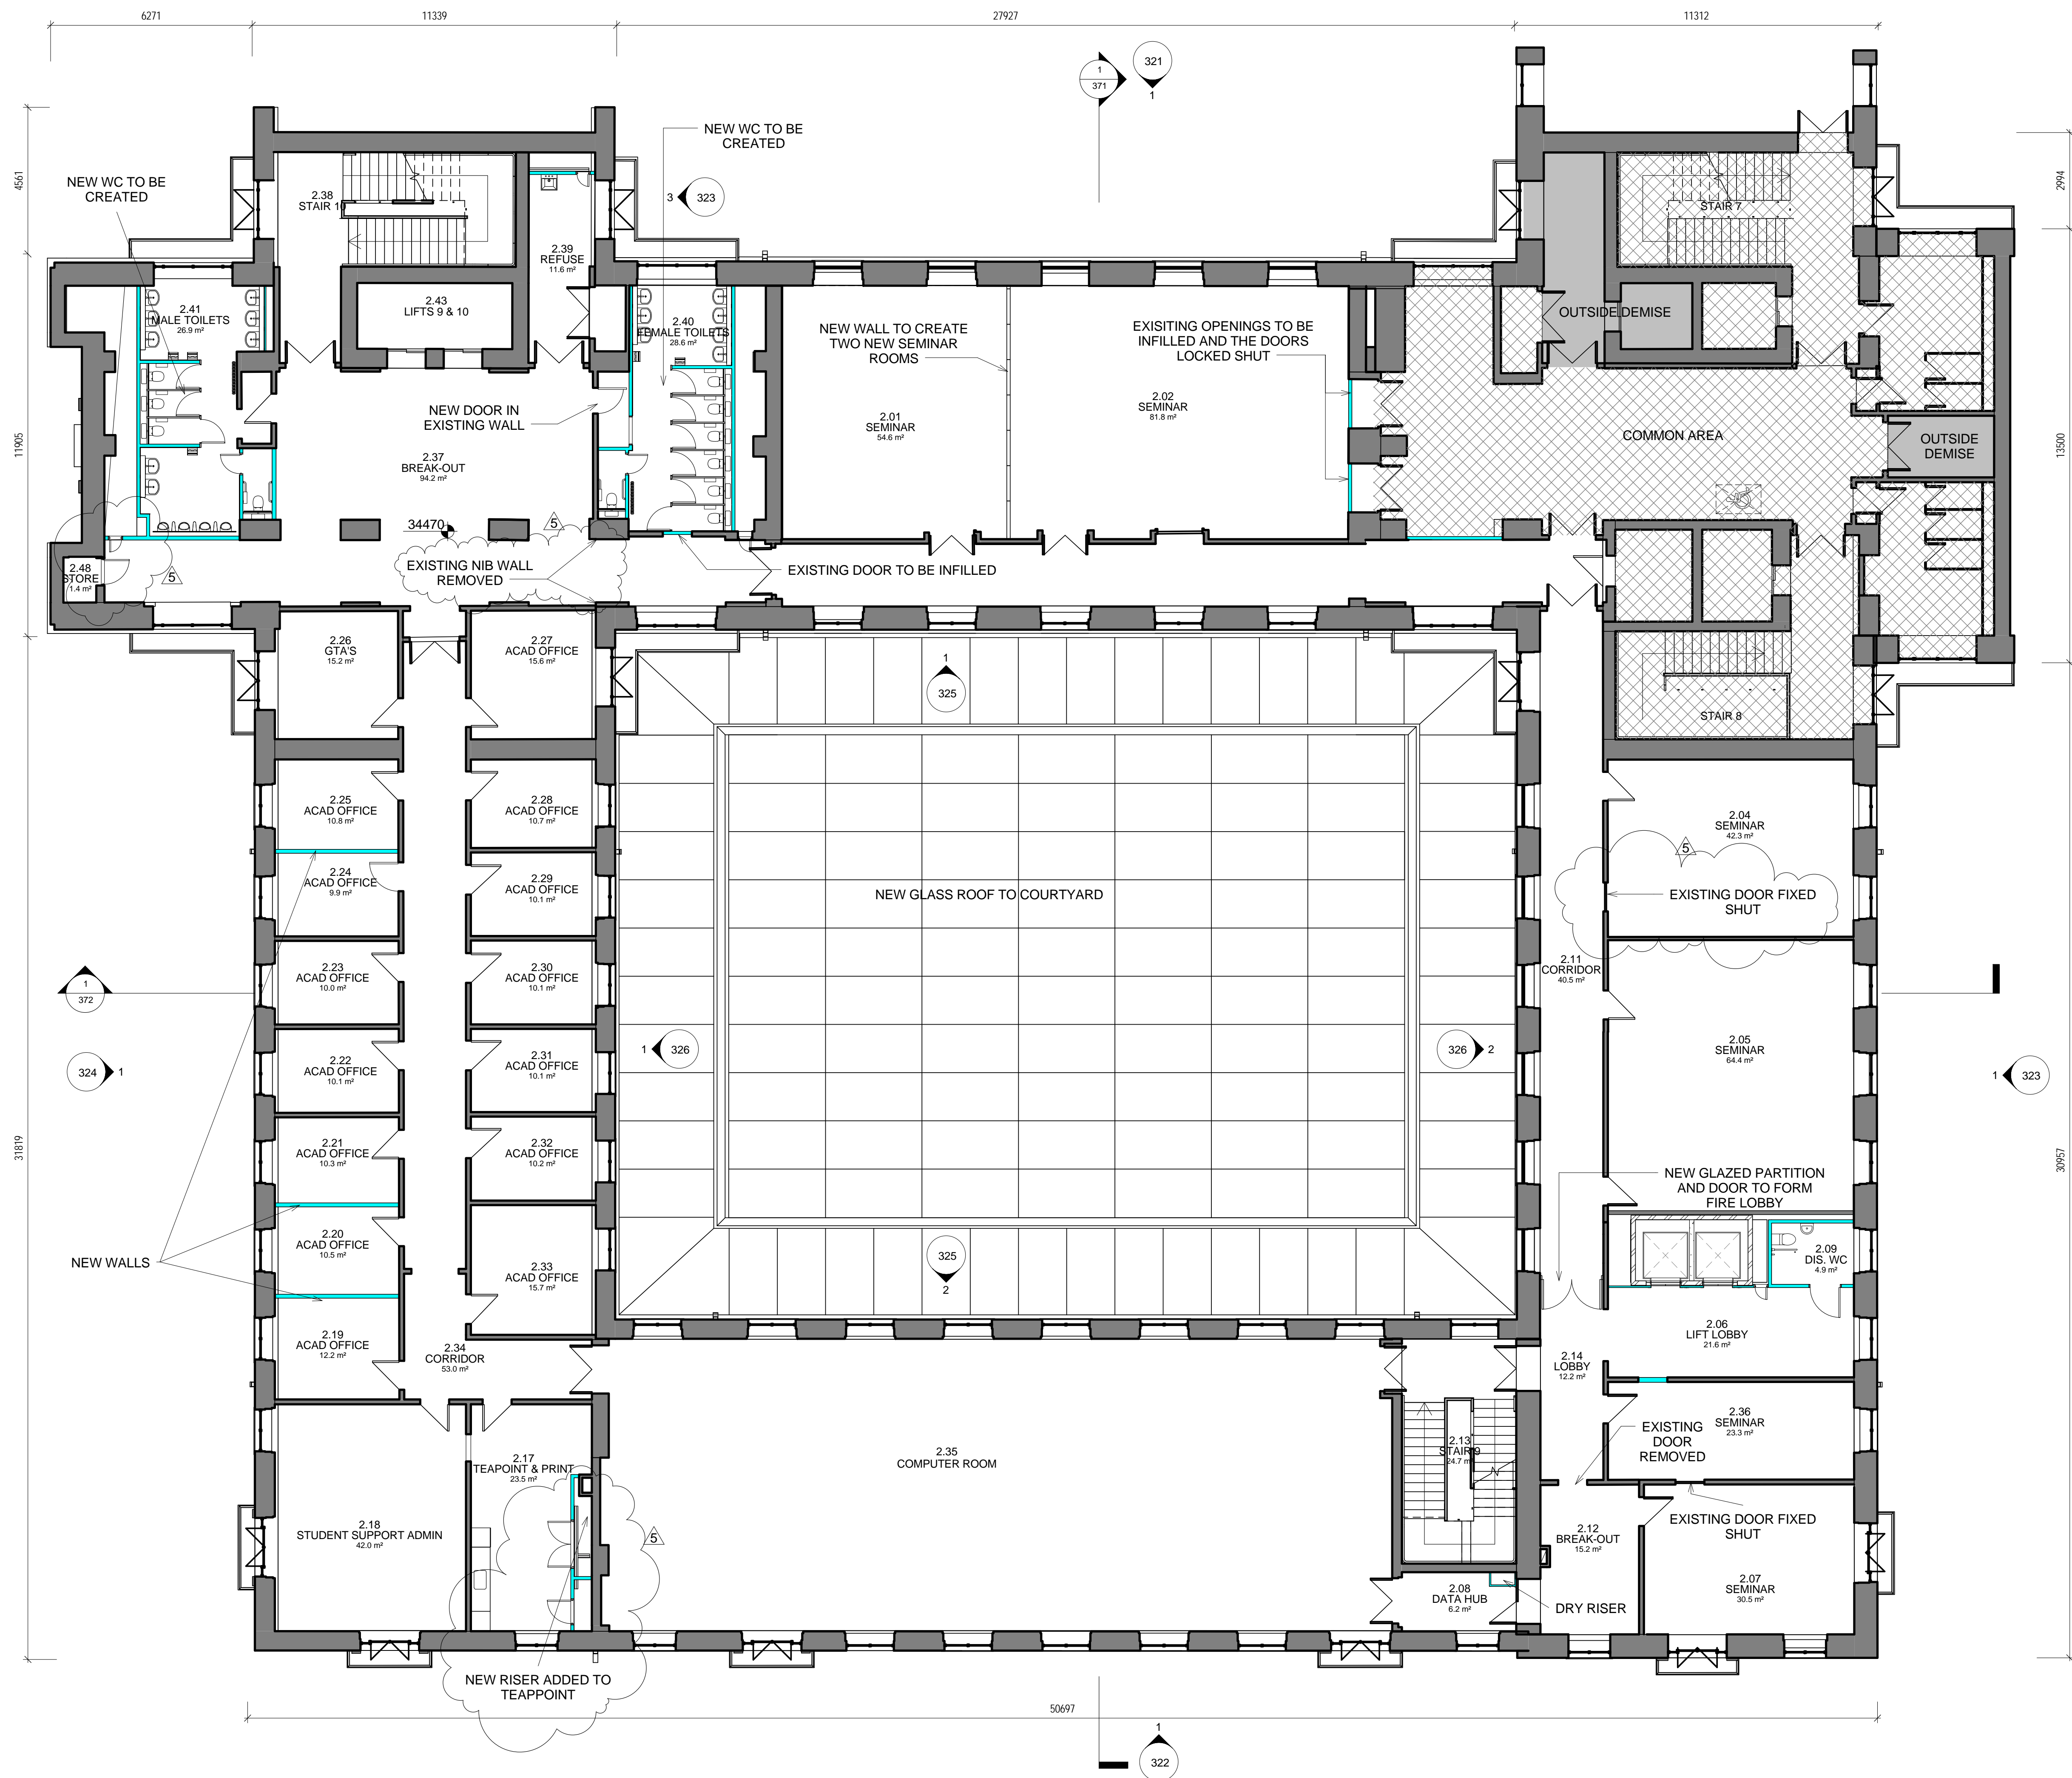 6271
11339
27927
11312
1
371
321
1
NEW WC TO BE
CREATED
NEW WC TO BE
CREATED
4561
2994
3
323
2.38
STAIR 10
2.39
REFUSE
11.6 m²
STAIR 7
2.41
MALE TOILETS
26.9 m²
2.43
LIFTS 9 & 10
2.40
FEMALE TOILETS
28.6 m²
NEW WALL TO CREATE
TWO NEW SEMINAR
ROOMS
EXISITING OPENINGS TO BE
INFILLED AND THE DOORS
LOCKED SHUT
OUTSIDE DEMISE
NEW DOOR IN
EXISTING WALL
2.01
SEMINAR
54.6 m²
2.02
SEMINAR
81.8 m²
COMMON AREA
OUTSIDE
DEMISE
11905
13500
2.37
BREAK-OUT
94.2 m²
34470
5
EXISTING NIB WALL
REMOVED
EXISTING DOOR TO BE INFILLED
2.48
STORE
1.4 m²
5
2.26
GTA'S
15.2 m²
2.27
ACAD OFFICE
15.6 m²
1
325
STAIR 8
2.25
ACAD OFFICE
10.8 m²
2.28
ACAD OFFICE
10.7 m²
2.04
SEMINAR
42.3 m²
5
2.24
ACAD OFFICE
9.9 m²
2.29
ACAD OFFICE
10.1 m²
NEW GLASS ROOF TO COURTYARD
EXISTING DOOR FIXED
SHUT
2.23
ACAD OFFICE
10.0 m²
2.30
ACAD OFFICE
10.1 m²
2.11
CORRIDOR
40.5 m²
1
372
324
1
2.22
ACAD OFFICE
10.1 m²
2.31
ACAD OFFICE
10.1 m²
1
326
326
2
2.05
SEMINAR
64.4 m²
1
323
31819
30957
2.21
ACAD OFFICE
10.3 m²
2.32
ACAD OFFICE
10.2 m²
NEW GLAZED PARTITION
AND DOOR TO FORM
FIRE LOBBY
NEW WALLS
2.20
ACAD OFFICE
10.5 m²
2.33
ACAD OFFICE
15.7 m²
325
2
2.09
DIS. WC
4.9 m²
2.19
ACAD OFFICE
12.2 m²
2.34
CORRIDOR
53.0 m²
2.06
LIFT LOBBY
21.6 m²
2.14
LOBBY
12.2 m²
2.36
SEMINAR
23.3 m²
EXISTING
DOOR
REMOVED
2.17
TEAPOINT & PRINT
23.5 m²
2.35
COMPUTER ROOM
2.13
STAIR 9
24.7 m²
2.18
STUDENT SUPPORT ADMIN
42.0 m²
5
2.12
BREAK-OUT
15.2 m²
EXISTING DOOR FIXED
SHUT
2.08
DATA HUB
6.2 m²
DRY RISER
2.07
SEMINAR
30.5 m²
NEW RISER ADDED TO
TEAPPOINT
50697
1
322